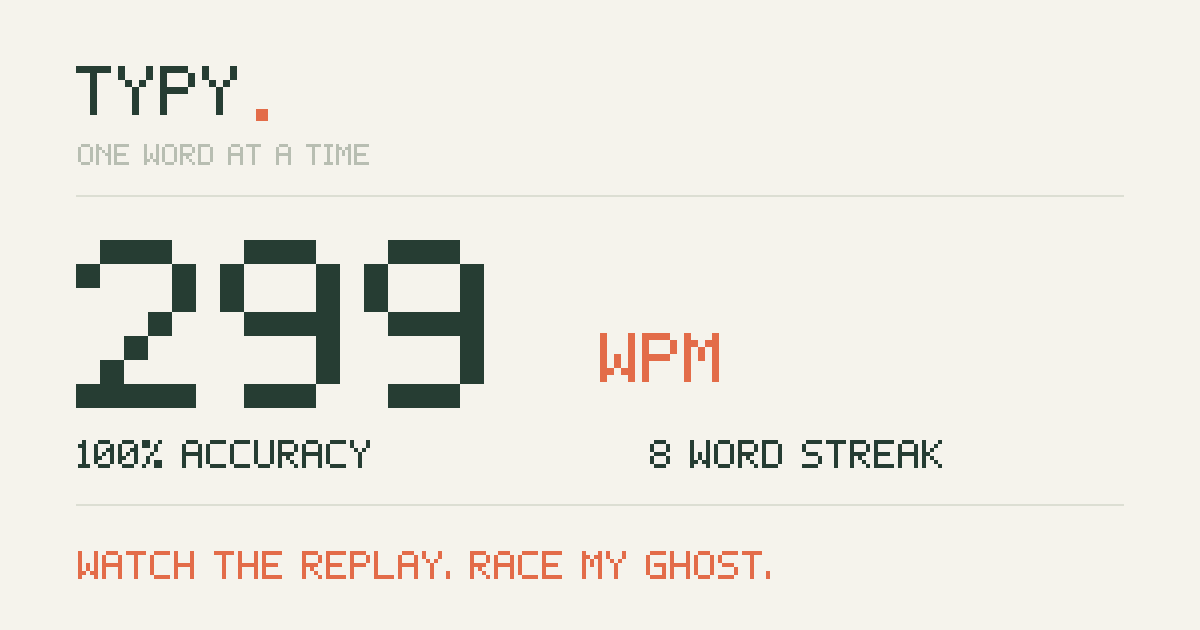 TYPY.
ONE WORD AT A TIME
299 WPM
100% ACCURACY 8 WORD STREAK
WATCH THE REPLAY. RACE MY GHOST.